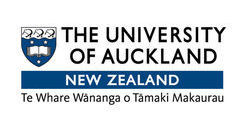 THE UNIVERSITY
OF AUCKLAND
NEW ZEALAND
Te Whare Wānanga o Tāmaki Makaurau